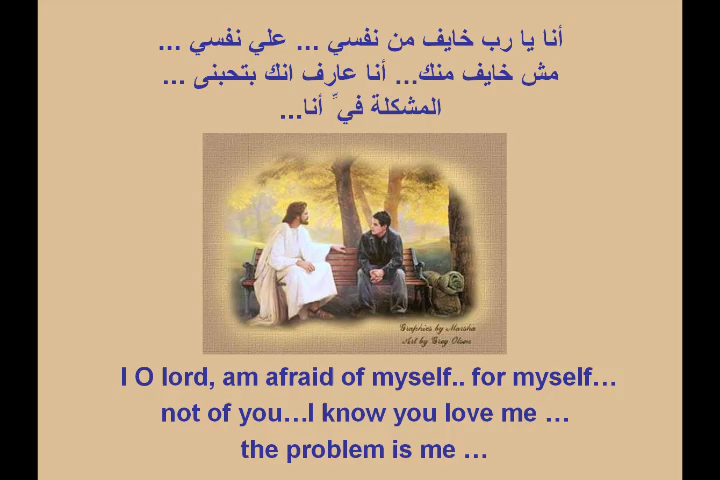 أنا يا رب خايف من نفسي ... علي نفسي ...
مش خايف منك... أنا عارف انك بتحبنى ...
المشكلة فيِّ أنا...
Graphics by Marsha
Art by Greg Olsen
I O lord, am afraid of myself.. for myself…
not of you…I know you love me …
the problem is me …